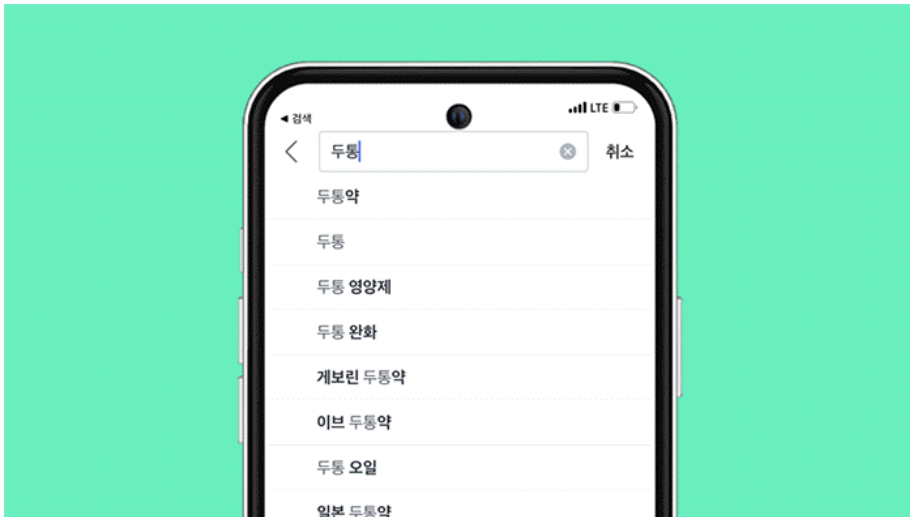 ◀ 검색
LTE
두통
취소
두통약
두통
두통 영양제
두통 완화
게보린 두통약
이브 두통약
두통 오일
일본 두통약